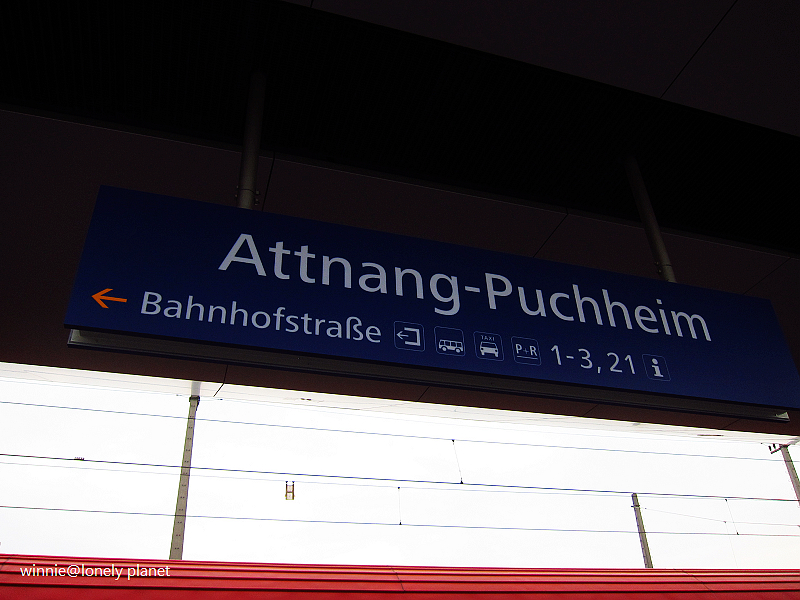 Attnang-Puchheim
Bahnhofstraße TAXI P+R 1-3, 21 i
winnie@lonely planet